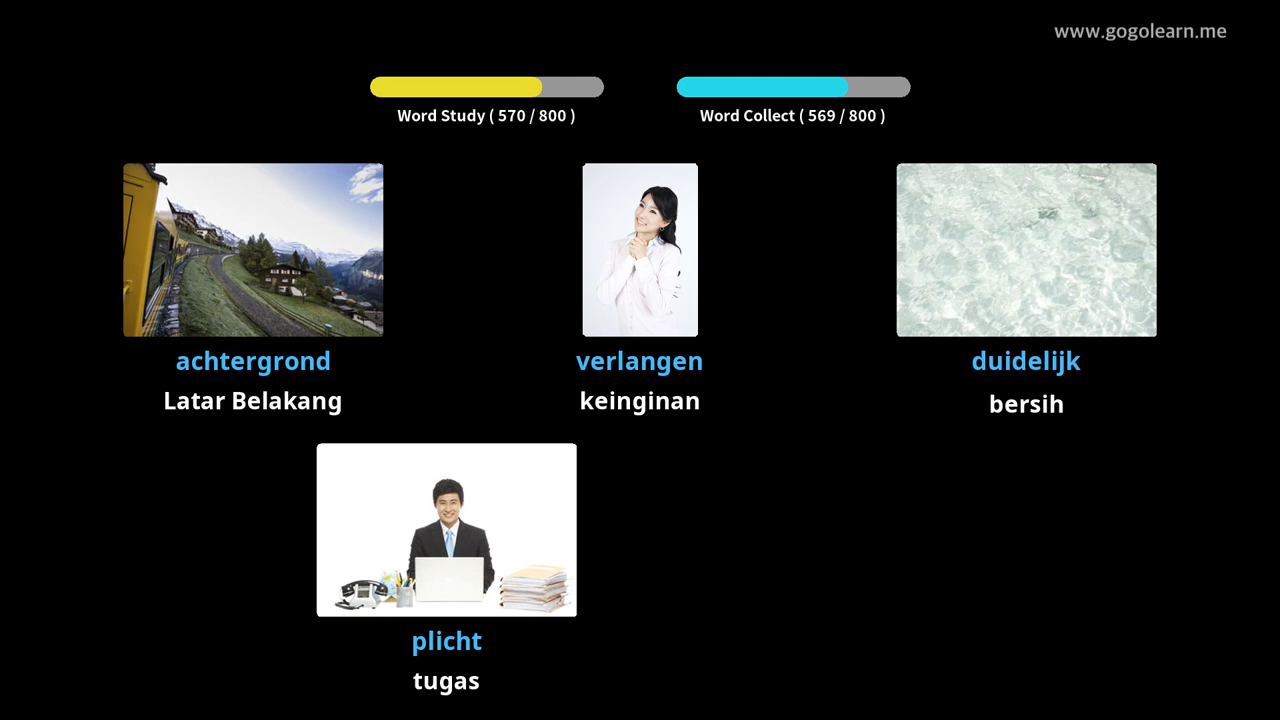 www.gogolearn.me
Word Study ( 570 / 800 )
Word Collect ( 569 / 800 )
achtergrond
Latar Belakang
verlangen
keinginan
duidelijk
bersih
plicht
tugas